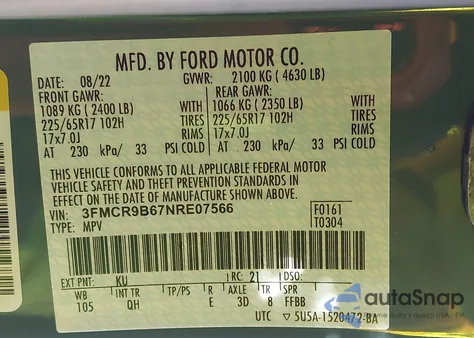 MFD. BY FORD MOTOR CO.
DATE: 08/22 GVWR: 2100 KG ( 4630 LB)
FRONT GAWR: REAR GAWR:
1089 KG ( 2400 LB) WITH 1066 KG ( 2350 LB) WITH
225/65R17 102H TIRES 225/65R17 102H TIRES
17x7.0J RIMS 17x7.0J RIMS
AT 230 kPa/ 33 PSI COLD AT 230 kPa/ 33 PSI COLD
THIS VEHICLE CONFORMS TO ALL APPLICABLE FEDERAL MOTOR
VEHICLE SAFETY AND THEFT PREVENTION STANDARDS IN
EFFECT ON THE DATE OF MANUFACTURE SHOWN ABOVE.
VIN: 3FMCR9B67NRE07566 F0161
TYPE: MPV T0304
EXT PNT: KU RC: 21 DSO:
WB INT TR TP/PS R AXLE TR SPR
105 QH E 3D 8 FFBB
UTC ▽ 5U5A-1520472-BA
autoSnap